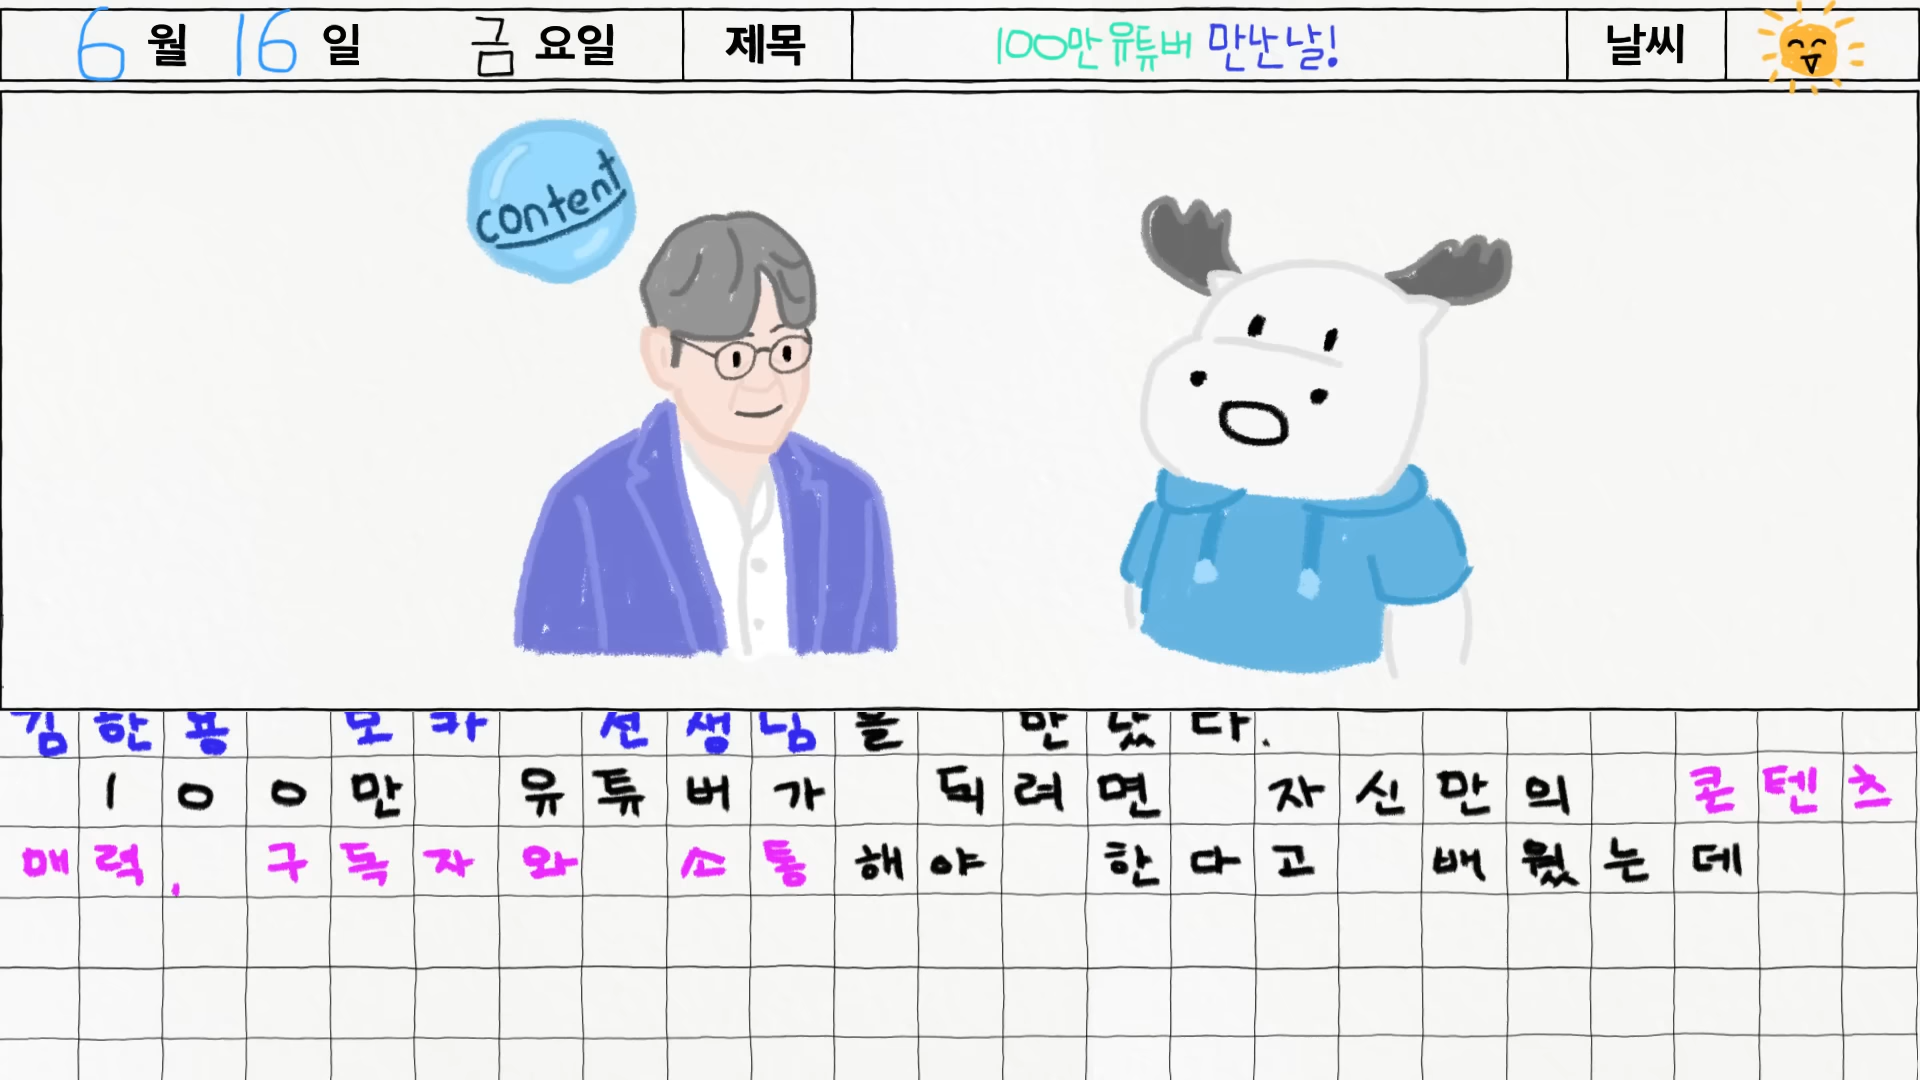 6월 16일 금요일 제목 100만 유튜버 만난 날! 날씨
content
김한용 모카 선생님을 만났다.
100만 유튜버가 되려면 자신만의 콘텐츠
매력, 구독자와 소통해야 한다고 배웠는데